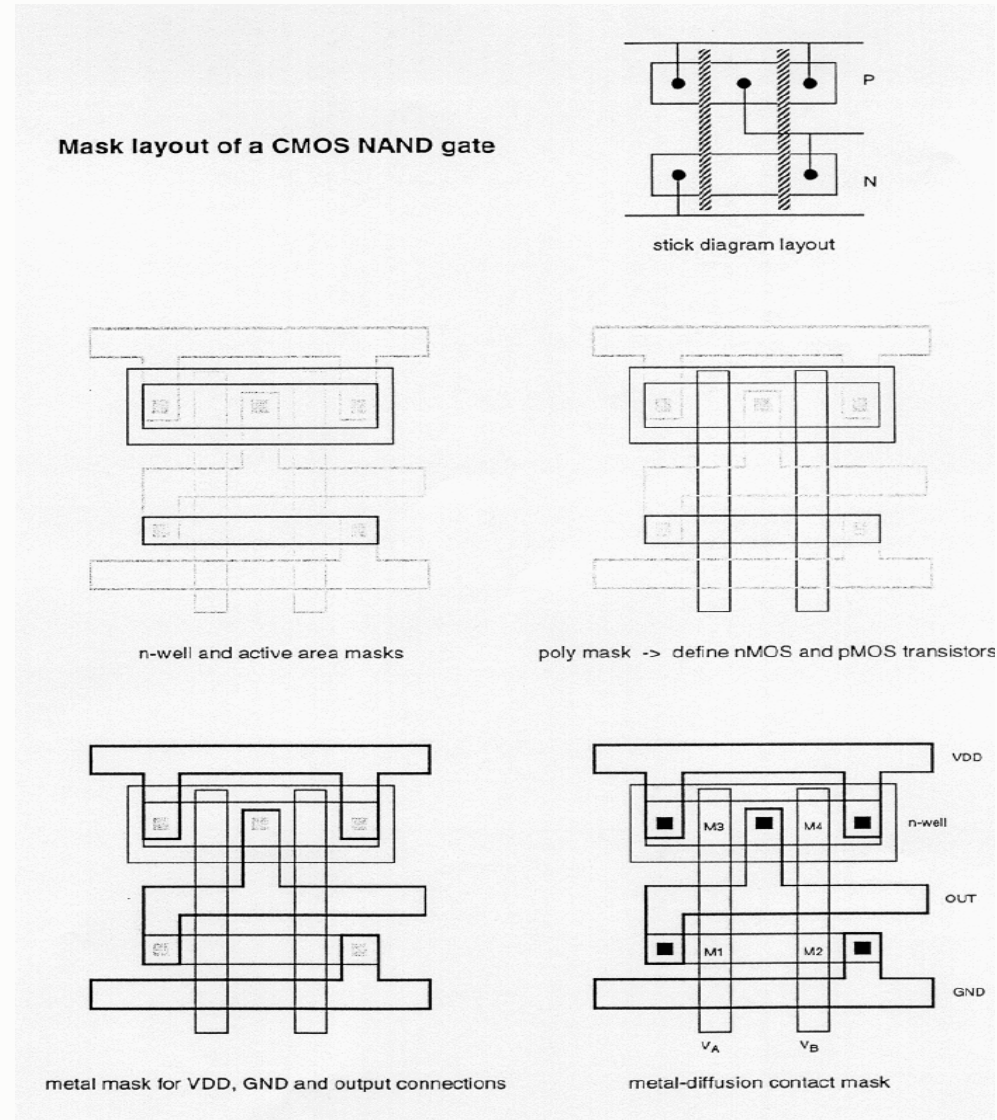 P
Mask layout of a CMOS NAND gate
N
stick diagram layout
n-well and active area masks
poly mask -> define nMOS and pMOS transistors
VDD
M3 M4 n-well
OUT
M1 M2
GND
VA VB
metal mask for VDD, GND and output connections
metal-diffusion contact mask